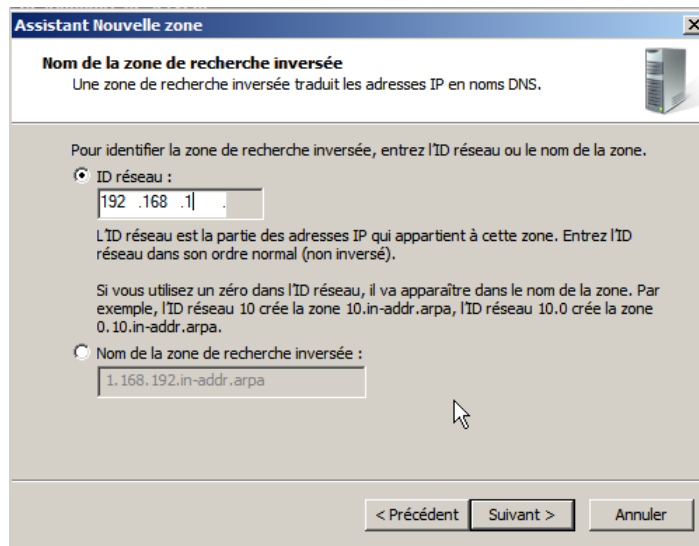 Assistant Nouvelle zone
Nom de la zone de recherche inversée
Une zone de recherche inversée traduit les adresses IP en noms DNS.
Pour identifier la zone de recherche inversée, entrez l'ID réseau ou le nom de la zone.
ID réseau :
192 .168 .1 .
L'ID réseau est la partie des adresses IP qui appartient à cette zone. Entrez l'ID
réseau dans son ordre normal (non inversé).
Si vous utilisez un zéro dans l'ID réseau, il va apparaître dans le nom de la zone. Par
exemple, l'ID réseau 10 crée la zone 10.in-addr.arpa, l'ID réseau 10.0 crée la zone
0.10.in-addr.arpa.
Nom de la zone de recherche inversée :
1.168.192.in-addr.arpa
< Précédent Suivant > Annuler